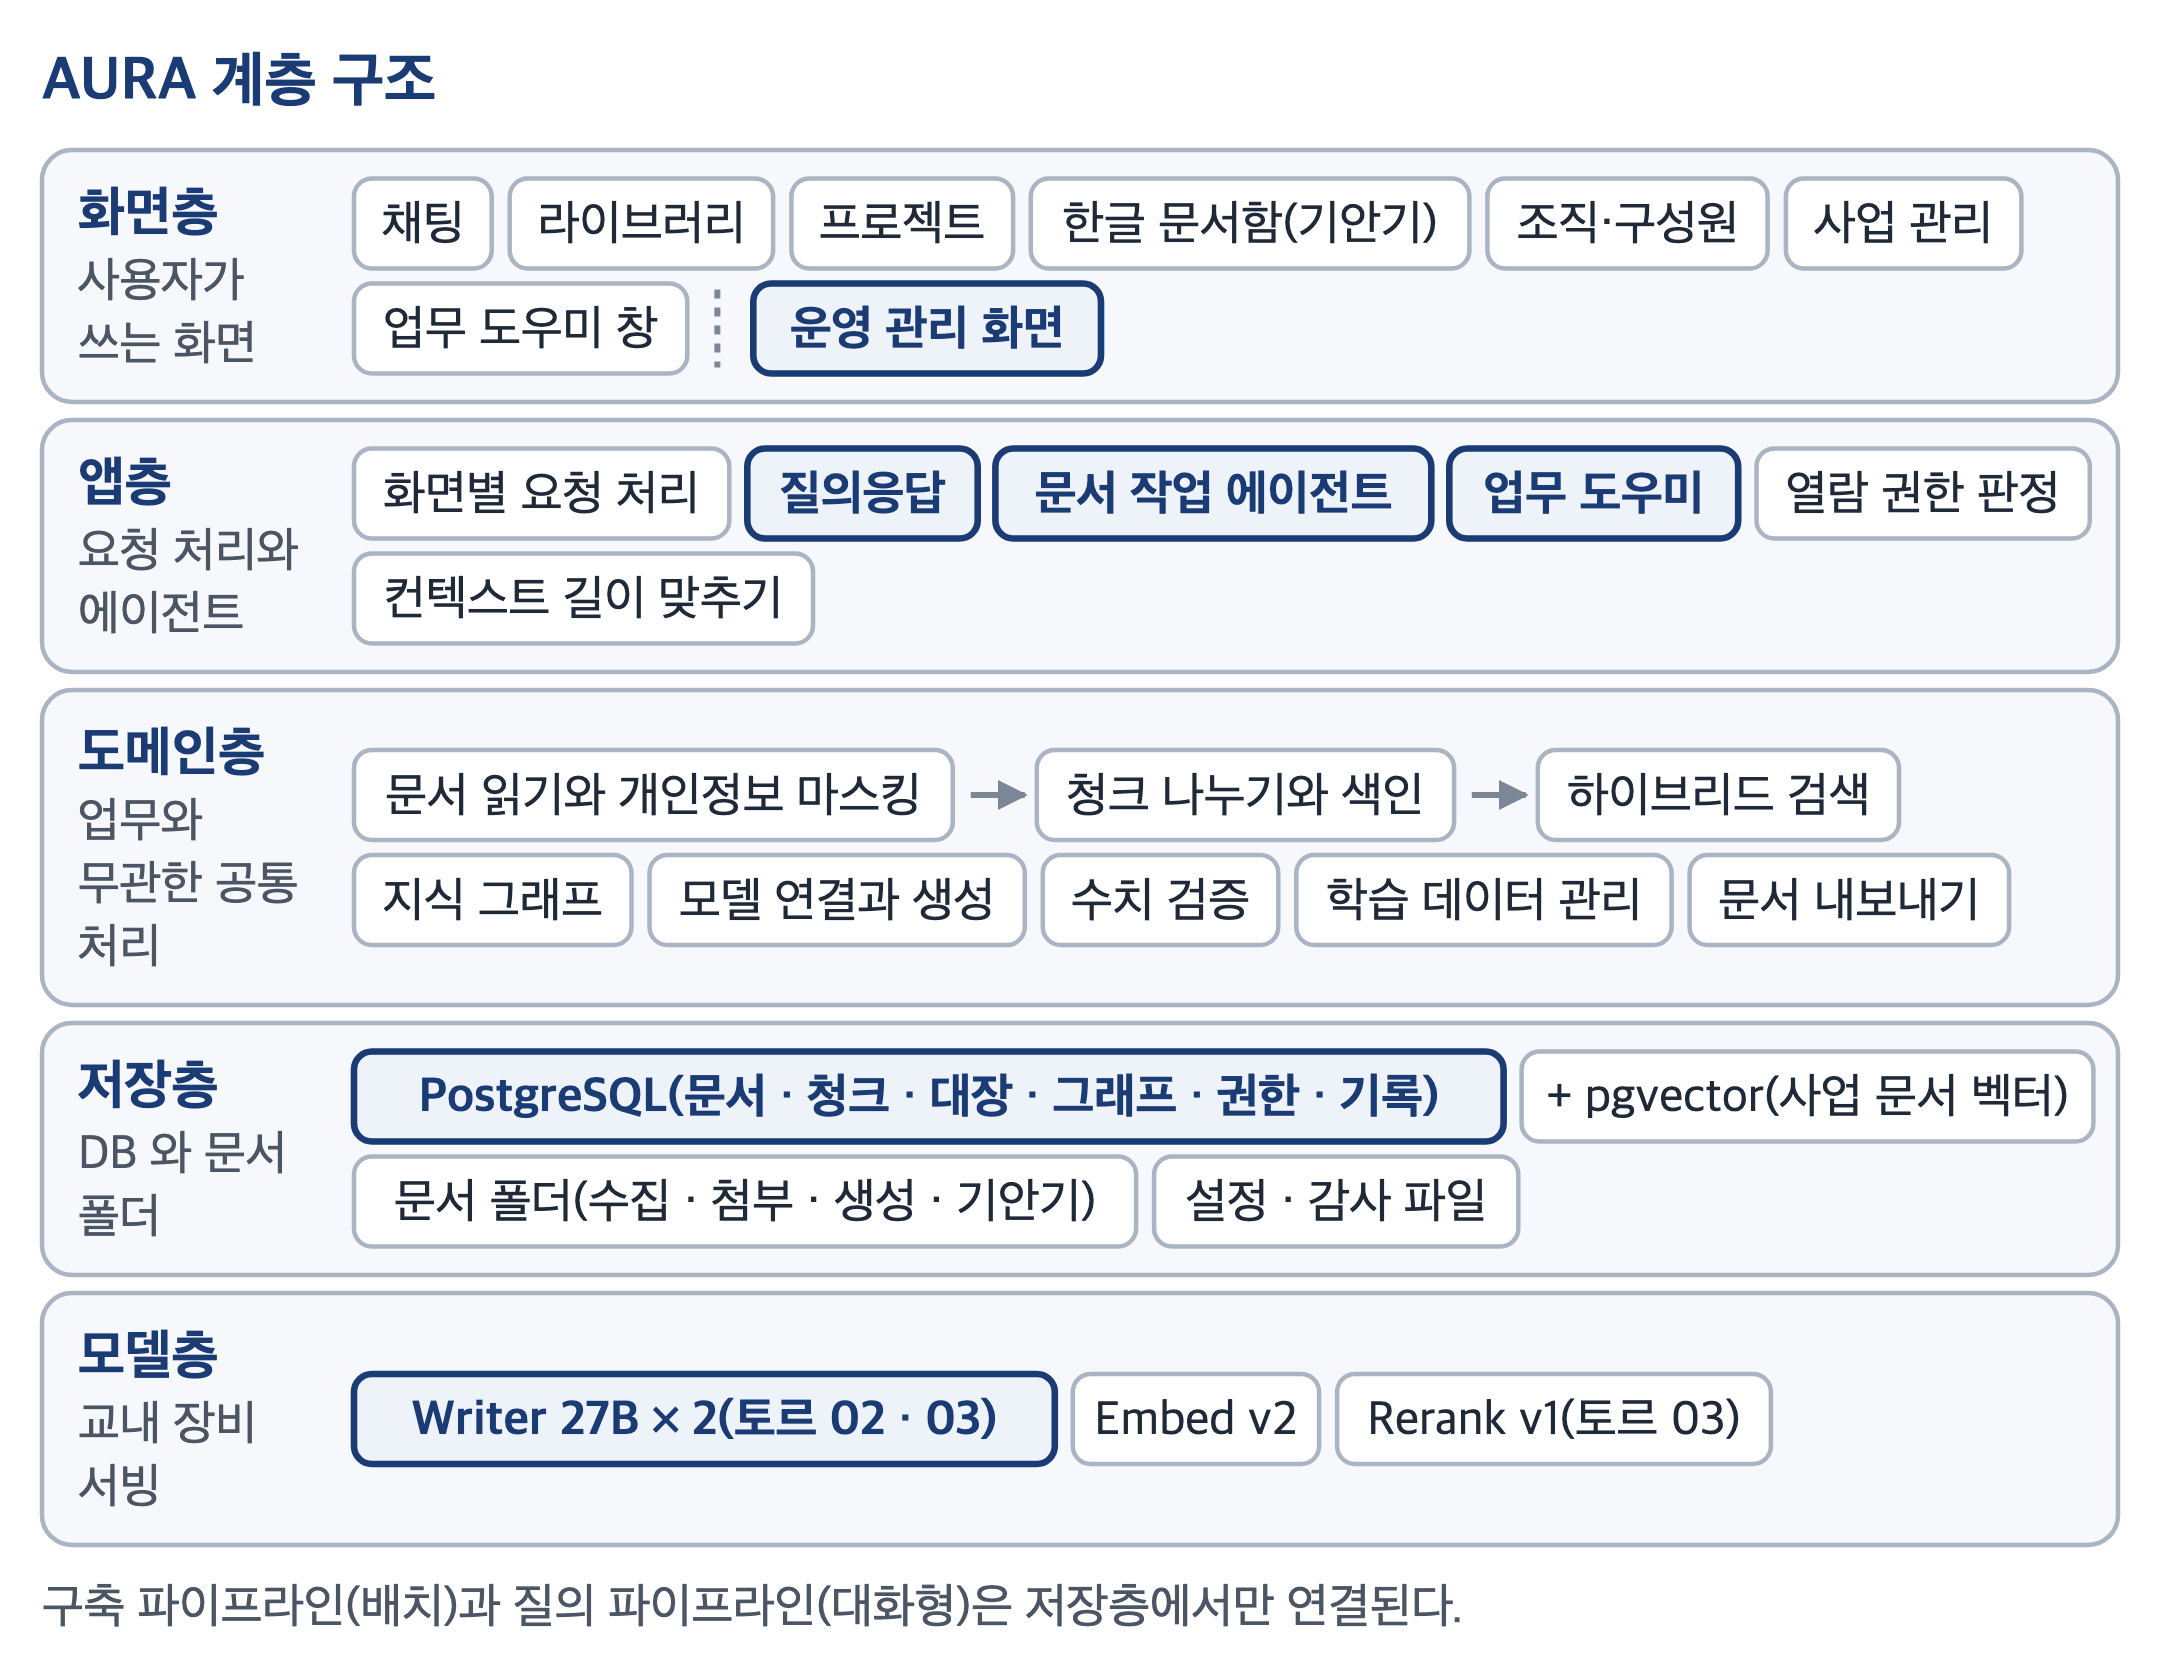 AURA 계층 구조
화면층
사용자가
쓰는 화면
채팅 라이브러리 프로젝트 한글 문서함(기안기) 조직·구성원 사업 관리
업무 도우미 창 운영 관리 화면
앱층
요청 처리와
에이전트
화면별 요청 처리 질의응답 문서 작업 에이전트 업무 도우미 열람 권한 판정
컨텍스트 길이 맞추기
도메인층
업무와
무관한 공통
처리
문서 읽기와 개인정보 마스킹 청크 나누기와 색인 하이브리드 검색
지식 그래프 모델 연결과 생성 수치 검증 학습 데이터 관리 문서 내보내기
저장층
DB 와 문서
폴더
PostgreSQL(문서 · 청크 · 대장 · 그래프 · 권한 · 기록) + pgvector(사업 문서 벡터)
문서 폴더(수집 · 첨부 · 생성 · 기안기) 설정 · 감사 파일
모델층
교내 장비
서빙
Writer 27B × 2(토르 02 · 03) Embed v2 Rerank v1(토르 03)
구축 파이프라인(배치)과 질의 파이프라인(대화형)은 저장층에서만 연결된다.